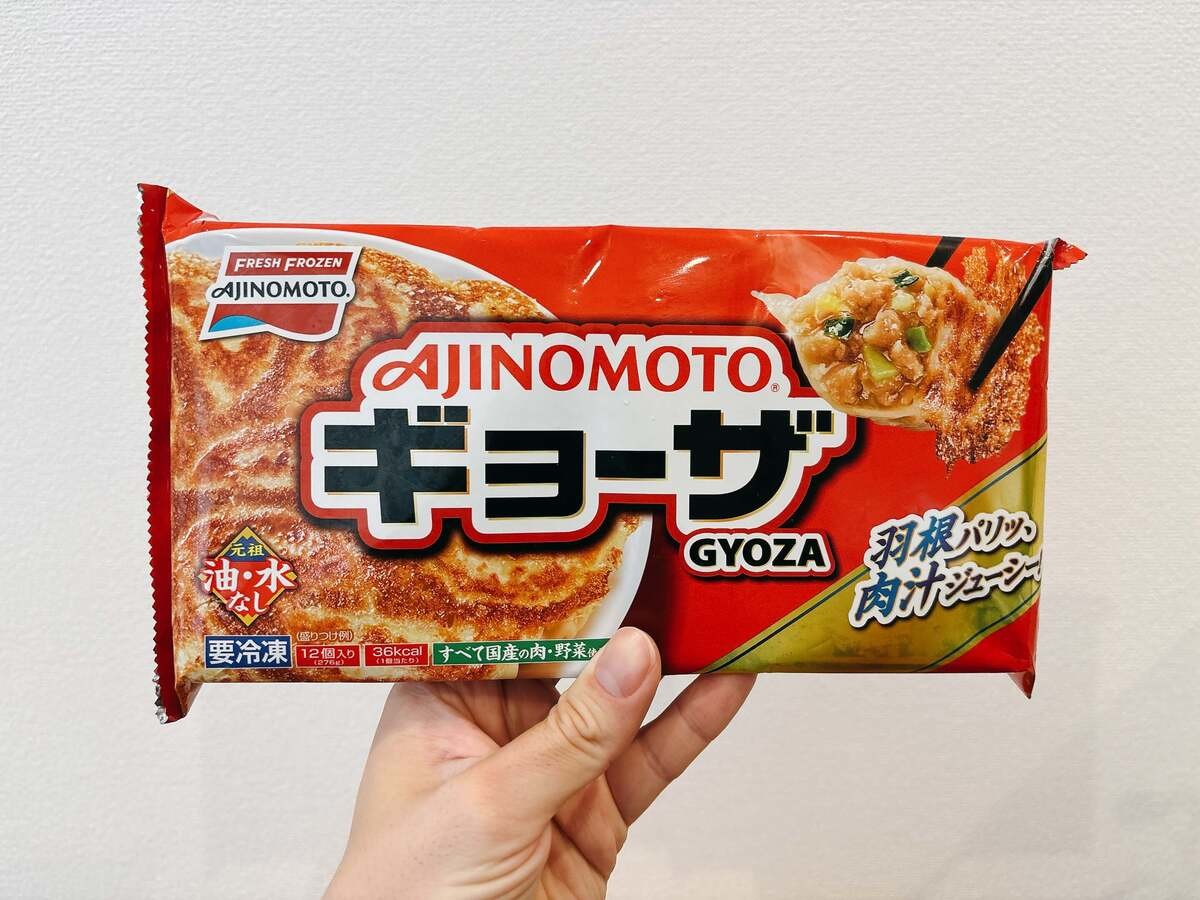 FRESH FROZEN
AJINOMOTO®
AJINOMOTO®
ギョーザ
GYOZA
羽根パリッ、
肉汁ジューシー!
元祖
油・水
なし
(盛りつけ例)
要冷凍
12個入り
(276g)
36kcal
(1個当たり)
すべて国産の肉・野菜